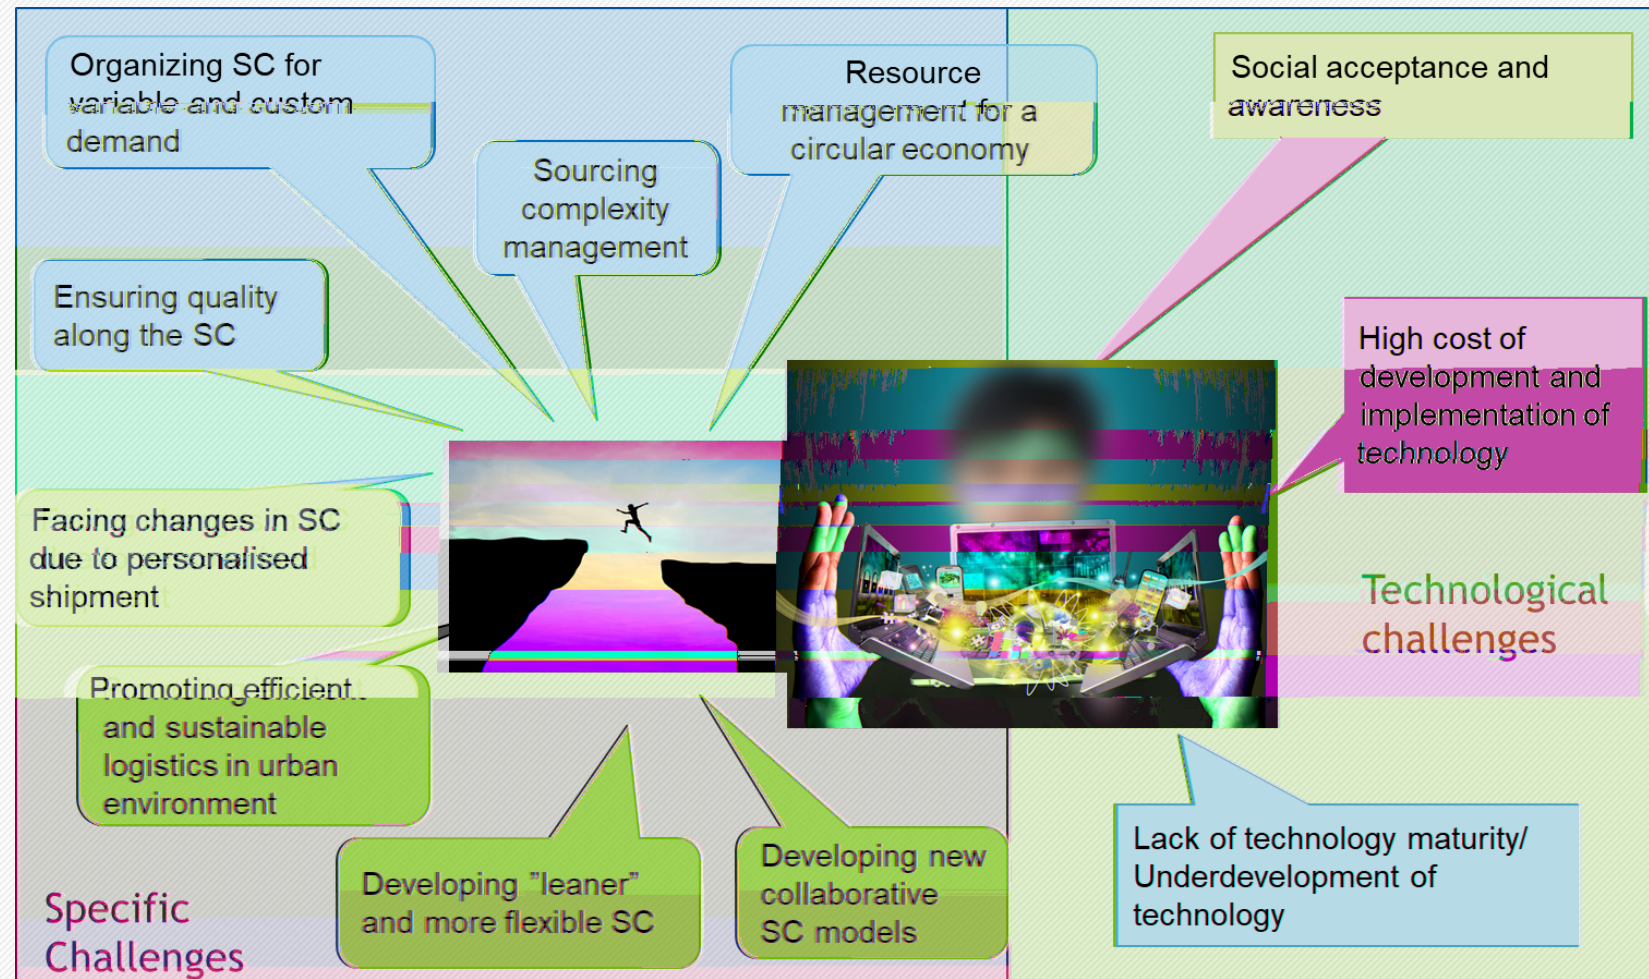 Organizing SC for
variable and custom
demand
Sourcing
complexity
management
Resource
management for a
circular economy
Social acceptance and
awareness
Ensuring quality
along the SC
High cost of
development and
implementation of
technology
Facing changes in SC
due to personalised
shipment
Technological
challenges
Promoting efficient
and sustainable
logistics in urban
environment
Developing "leaner"
and more flexible SC
Developing new
collaborative
SC models
Lack of technology maturity/
Underdevelopment of
technology
Specific
Challenges